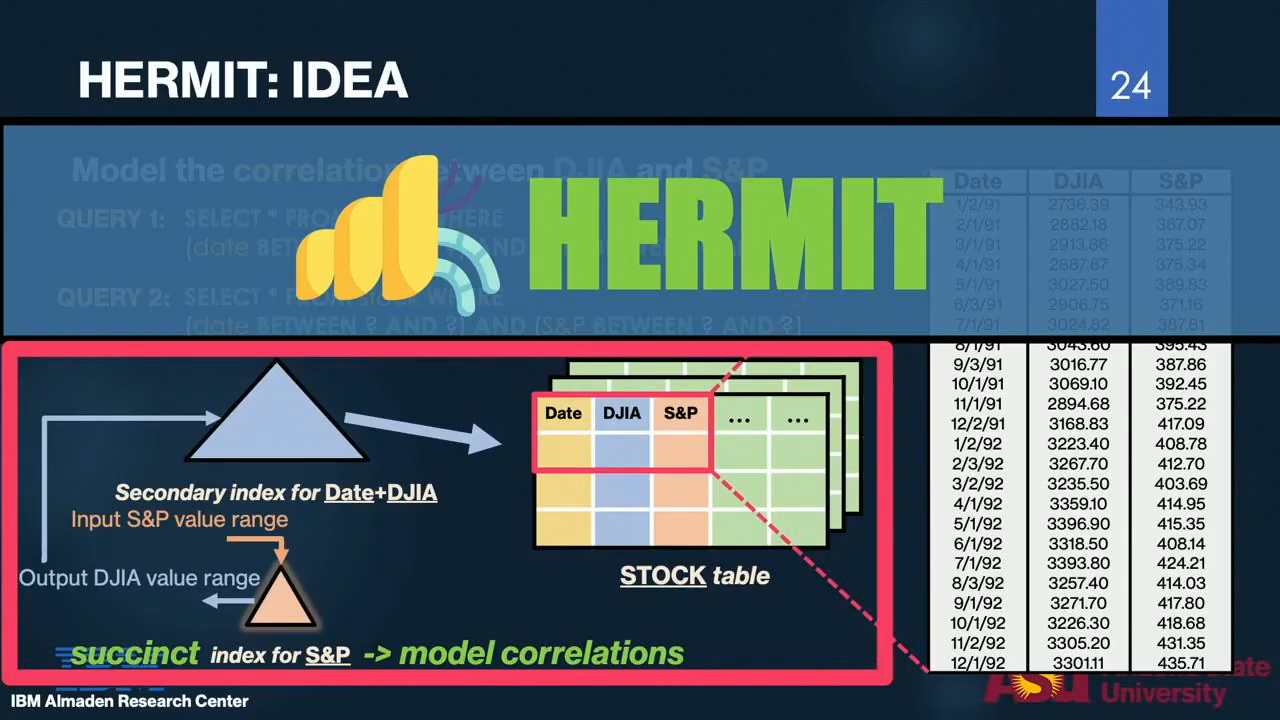 HERMIT: IDEA
24
Model the correlation between DJIA and S&P
HERMIT
QUERY 1: SELECT * FROM WHERE
(date BETWEEN AND
QUERY 2: SELECT * FROM WHERE
(date BETWEEN ? AND ?) AND (S&P BETWEEN ? AND ?)
Date DJIA S&P
1/2/91 2736.39 343.93
2/1/91 2882.18 367.07
3/1/91 2913.86 375.22
4/1/91 2887.87 375.34
5/1/91 3027.50 389.83
6/3/91 2906.75 371.16
7/1/91 3024.82 387.81
8/1/91 3043.60 395.43
9/3/91 3016.77 387.86
10/1/91 3069.10 392.45
11/1/91 2894.68 375.22
12/2/91 3168.83 417.09
1/2/92 3223.40 408.78
2/3/92 3267.70 412.70
3/2/92 3235.50 403.69
4/1/92 3359.10 414.95
5/1/92 3396.90 415.35
6/1/92 3318.50 408.14
7/1/92 3393.80 424.21
8/3/92 3257.40 414.03
9/1/92 3271.70 417.80
10/1/92 3226.30 418.68
11/2/92 3305.20 431.35
12/1/92 3301.11 435.71
Secondary index for Date+DJIA
Input S&P value range
Output DJIA value range
succinct index for S&P -> model correlations
Date DJIA S&P ... ...
STOCK table
IBM
IBM Almaden Research Center
ASU
State
University